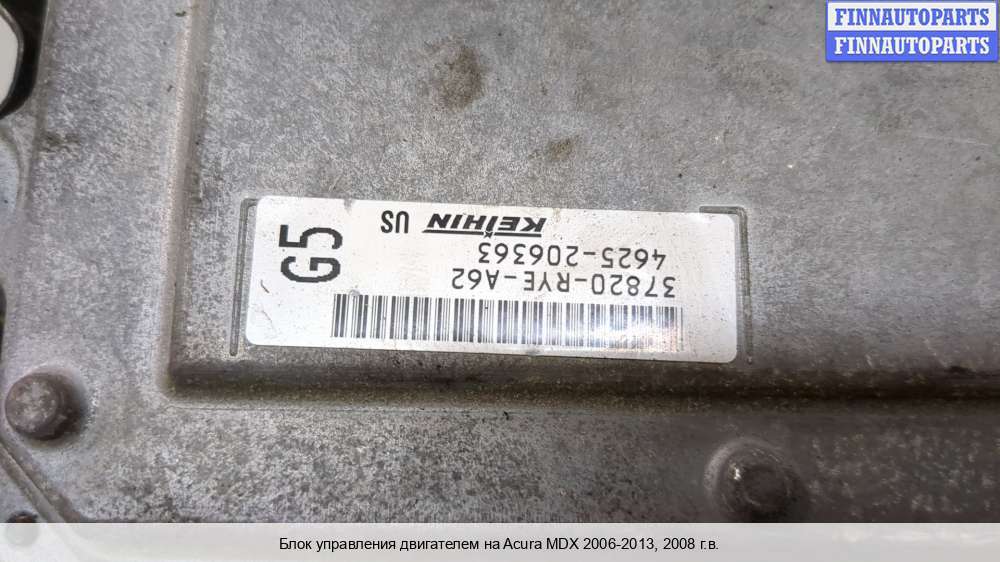 FINNAUTOPARTS
FINNAUTOPARTS
37820-RYE-A62
4625-206363
KEIHIN US
G5
Блок управления двигателем на Acura MDX 2006-2013, 2008 г.в.